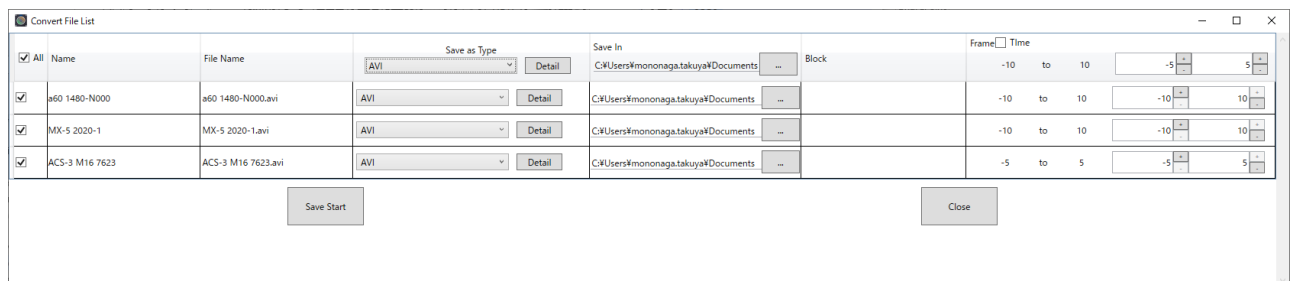 Convert File List
All Name File Name Save as Type AVI Detail Save In C:¥Users¥mononaga.takuya¥Documents ... Block Frame TIme -10 to 10 -5 5
a60 1480-N000 a60 1480-N000.avi AVI Detail C:¥Users¥mononaga.takuya¥Documents ... -10 to 10 -10 10
MX-5 2020-1 MX-5 2020-1.avi AVI Detail C:¥Users¥mononaga.takuya¥Documents ... -10 to 10 -10 10
ACS-3 M16 7623 ACS-3 M16 7623.avi AVI Detail C:¥Users¥mononaga.takuya¥Documents ... -5 to 5 -5 5
Save Start Close